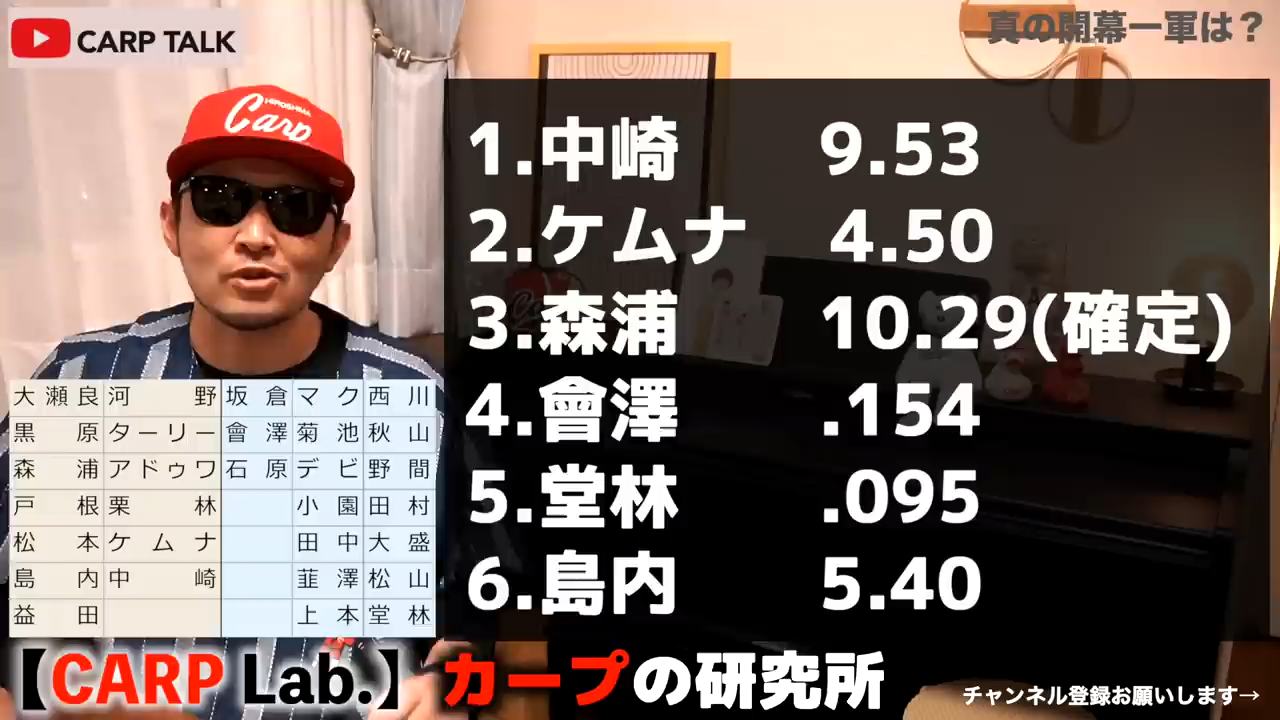 CARP TALK
真の開幕一軍は？
HIROSHIMA
Carp
1.中崎 9.53
2.ケムナ 4.50
3.森浦 10.29(確定)
4.會澤 .154
5.堂林 .095
6.島内 5.40
大瀬良 河野 坂倉 マク 西川
黒原 ターリー 會澤 菊池 秋山
森浦 アドゥワ 石原 デビ 野間
戸根 栗林 小園 田村
松本 ケムナ 田中 大盛
島内 中崎 韮澤 松山
益田 上本 堂林
【CARP Lab.】カープの研究所
チャンネル登録お願いします→